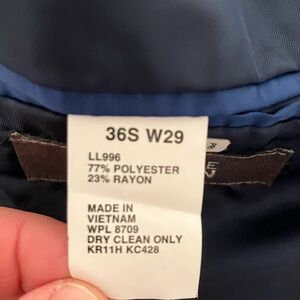 36S W29
LL996
77% POLYESTER
23% RAYON
MADE IN
VIETNAM
WPL 8709
DRY CLEAN ONLY
KR11H KC428